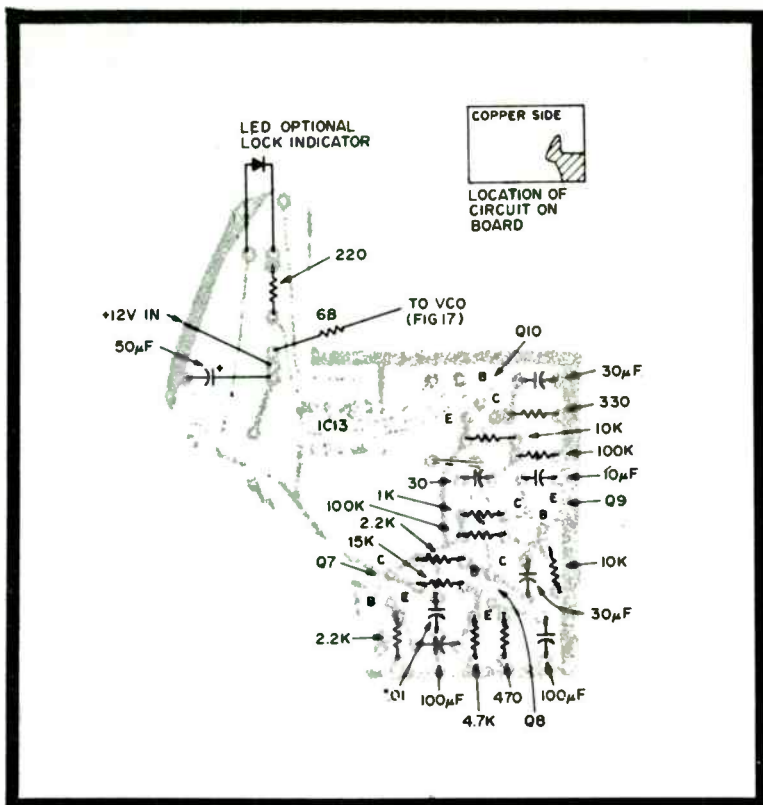 COPPER SIDE
LOCATION OF
CIRCUIT ON
BOARD
LED OPTIONAL
LOCK INDICATOR
220
+12V IN
68
TO VCO
(FIG 17)
50µF
+
Q10
B
C
30µF
330
E
IC13
10K
100K
30
10µF
1K
C
E
Q9
100K
B
2.2K
15K
C
C
Q7
B
10K
B
E
E
30µF
2.2K
.01
100µF
4.7K
470
Q8
100µF